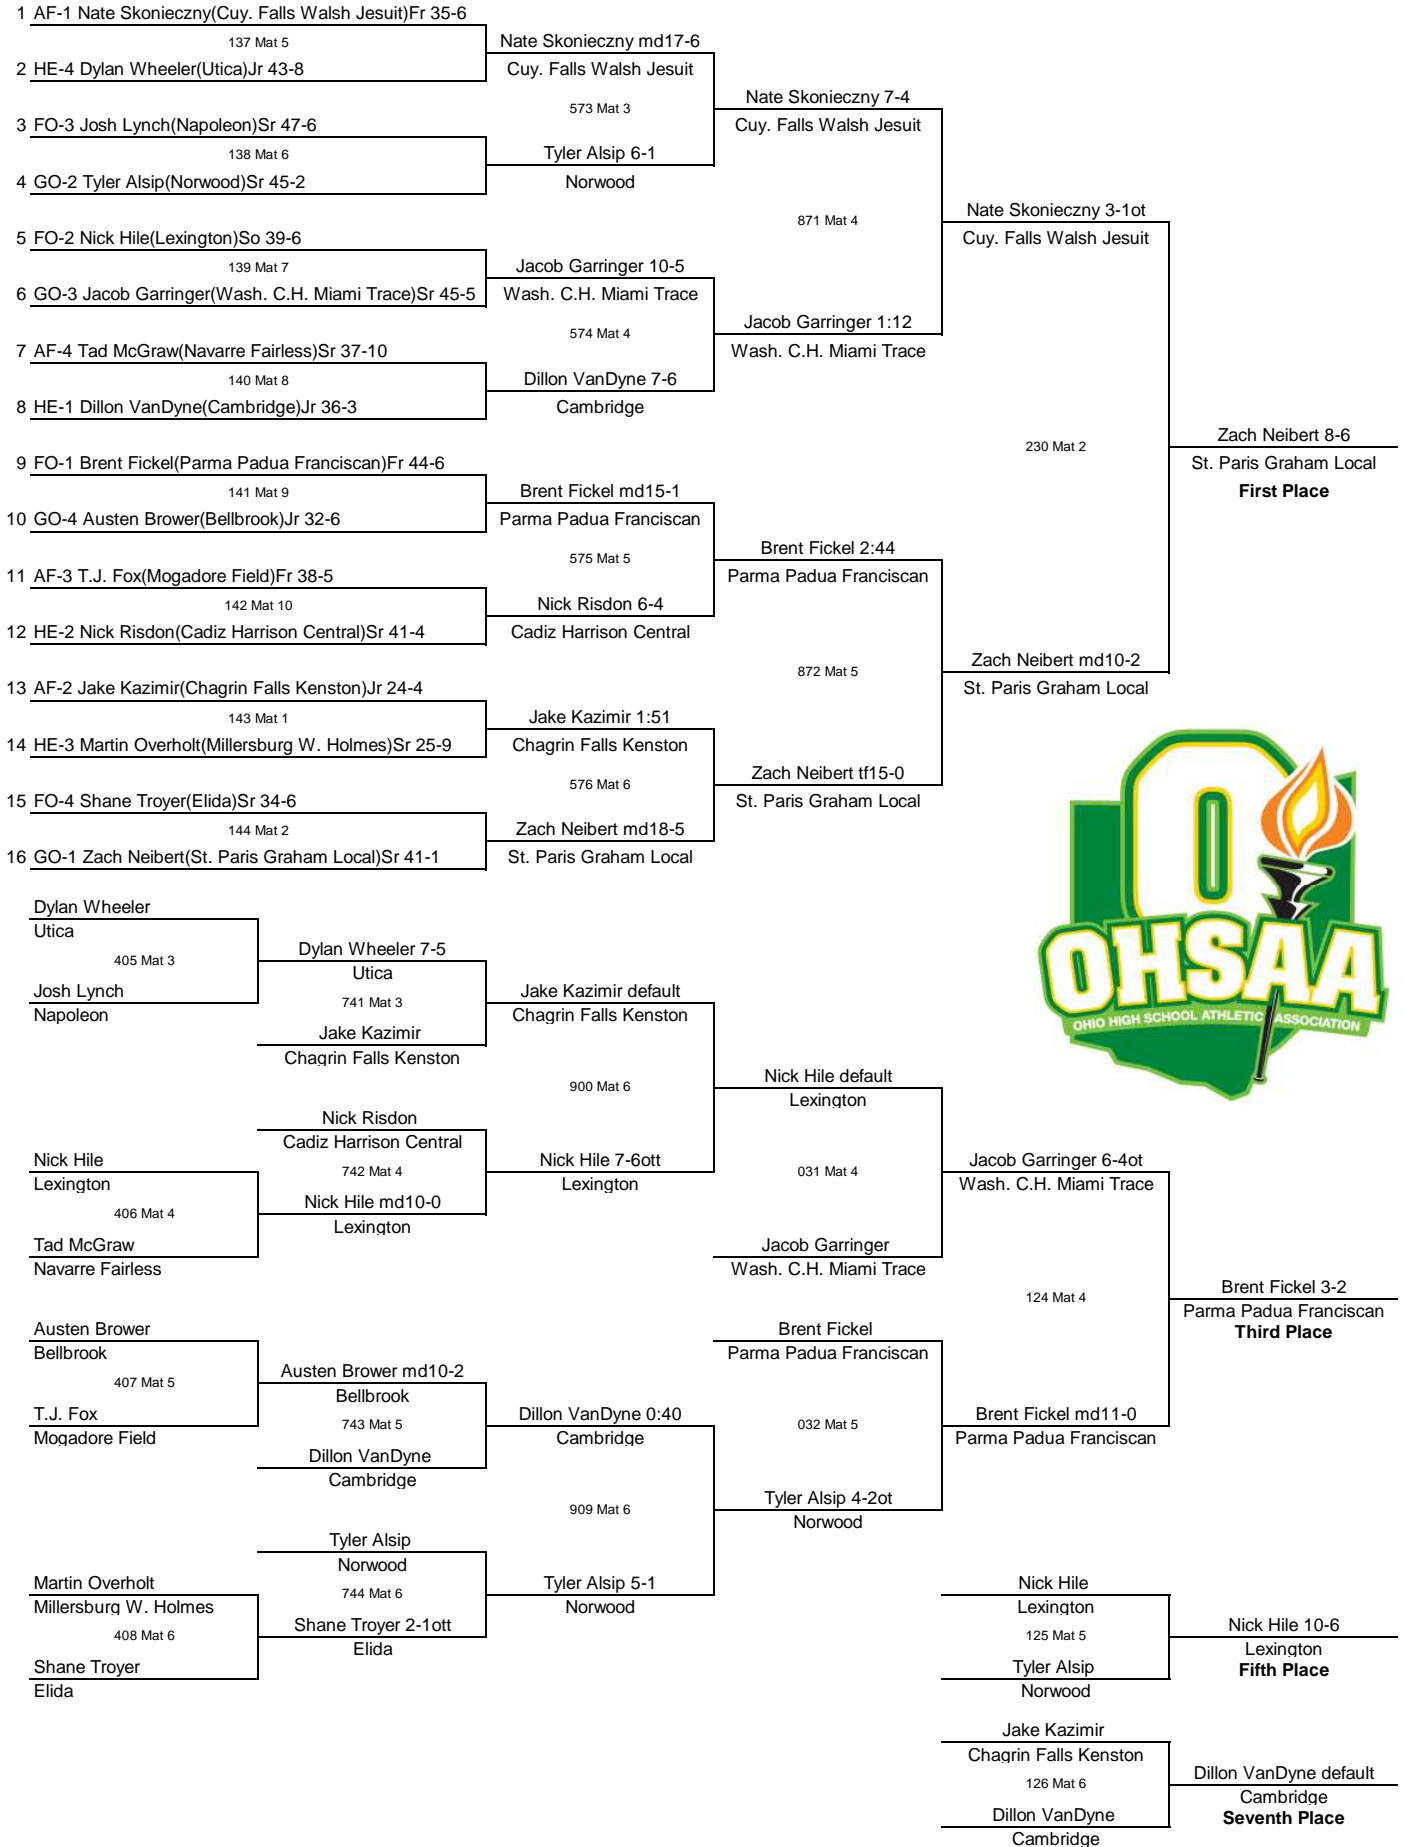 1 AF-1 Nate Skonieczny(Cuy. Falls Walsh Jesuit)Fr 35-6
137 Mat 5
2 HE-4 Dylan Wheeler(Utica)Jr 43-8
Nate Skonieczny md17-6
Cuy. Falls Walsh Jesuit
573 Mat 3
3 FO-3 Josh Lynch(Napoleon)Sr 47-6
138 Mat 6
4 GO-2 Tyler Alsip(Norwood)Sr 45-2
Tyler Alsip 6-1
Norwood
Nate Skonieczny 7-4
Cuy. Falls Walsh Jesuit
871 Mat 4
5 FO-2 Nick Hile(Lexington)So 39-6
139 Mat 7
6 GO-3 Jacob Garringer(Wash. C.H. Miami Trace)Sr 45-5
Jacob Garringer 10-5
Wash. C.H. Miami Trace
574 Mat 4
7 AF-4 Tad McGraw(Navarre Fairless)Sr 37-10
140 Mat 8
8 HE-1 Dillon VanDyne(Cambridge)Jr 36-3
Dillon VanDyne 7-6
Cambridge
Jacob Garringer 1:12
Wash. C.H. Miami Trace
Nate Skonieczny 3-1ot
Cuy. Falls Walsh Jesuit
230 Mat 2
Zach Neibert 8-6
St. Paris Graham Local
First Place
9 FO-1 Brent Fickel(Parma Padua Franciscan)Fr 44-6
141 Mat 9
10 GO-4 Austen Brower(Bellbrook)Jr 32-6
Brent Fickel md15-1
Parma Padua Franciscan
575 Mat 5
11 AF-3 T.J. Fox(Mogadore Field)Fr 38-5
142 Mat 10
12 HE-2 Nick Risdon(Cadiz Harrison Central)Sr 41-4
Nick Risdon 6-4
Cadiz Harrison Central
Brent Fickel 2:44
Parma Padua Franciscan
872 Mat 5
13 AF-2 Jake Kazimir(Chagrin Falls Kenston)Jr 24-4
143 Mat 1
14 HE-3 Martin Overholt(Millersburg W. Holmes)Sr 25-9
Jake Kazimir 1:51
Chagrin Falls Kenston
576 Mat 6
15 FO-4 Shane Troyer(Elida)Sr 34-6
144 Mat 2
16 GO-1 Zach Neibert(St. Paris Graham Local)Sr 41-1
Zach Neibert md18-5
St. Paris Graham Local
Zach Neibert tf15-0
St. Paris Graham Local
Zach Neibert md10-2
St. Paris Graham Local
O
OHSAA
OHIO HIGH SCHOOL ATHLETIC ASSOCIATION
Dylan Wheeler
Utica
405 Mat 3
Josh Lynch
Napoleon
Dylan Wheeler 7-5
Utica
741 Mat 3
Jake Kazimir
Chagrin Falls Kenston
Jake Kazimir default
Chagrin Falls Kenston
900 Mat 6
Nick Risdon
Cadiz Harrison Central
742 Mat 4
Nick Hile
Lexington
406 Mat 4
Tad McGraw
Navarre Fairless
Nick Hile md10-0
Lexington
Nick Hile 7-6ott
Lexington
Nick Hile default
Lexington
031 Mat 4
Jacob Garringer
Wash. C.H. Miami Trace
Jacob Garringer 6-4ot
Wash. C.H. Miami Trace
124 Mat 4
Brent Fickel 3-2
Parma Padua Franciscan
Third Place
Austen Brower
Bellbrook
407 Mat 5
T.J. Fox
Mogadore Field
Austen Brower md10-2
Bellbrook
743 Mat 5
Dillon VanDyne
Cambridge
Dillon VanDyne 0:40
Cambridge
909 Mat 6
Tyler Alsip
Norwood
744 Mat 6
Martin Overholt
Millersburg W. Holmes
408 Mat 6
Shane Troyer
Elida
Shane Troyer 2-1ott
Elida
Tyler Alsip 5-1
Norwood
Brent Fickel
Parma Padua Franciscan
032 Mat 5
Tyler Alsip 4-2ot
Norwood
Brent Fickel md11-0
Parma Padua Franciscan
Nick Hile
Lexington
125 Mat 5
Tyler Alsip
Norwood
Nick Hile 10-6
Lexington
Fifth Place
Jake Kazimir
Chagrin Falls Kenston
126 Mat 6
Dillon VanDyne
Cambridge
Dillon VanDyne default
Cambridge
Seventh Place